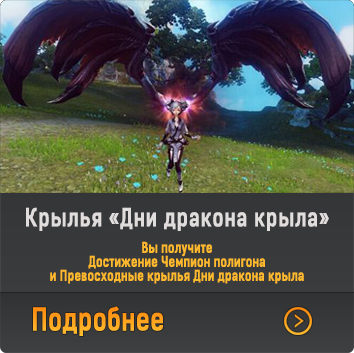 Крылья «Дни дракона крыла»
Вы получите
Достижение Чемпион полигона
и Превосходные крылья Дни дракона крыла
Подробнее